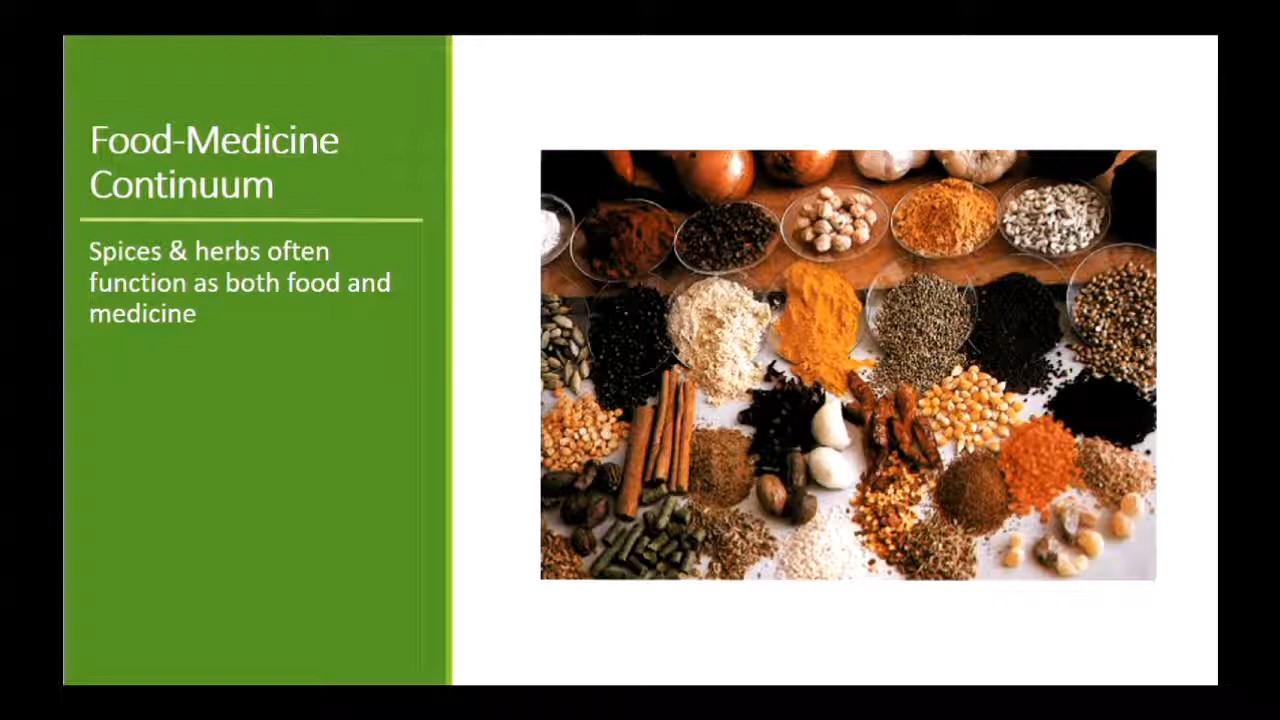 Food-Medicine
Continuum
Spices & herbs often
function as both food and
medicine